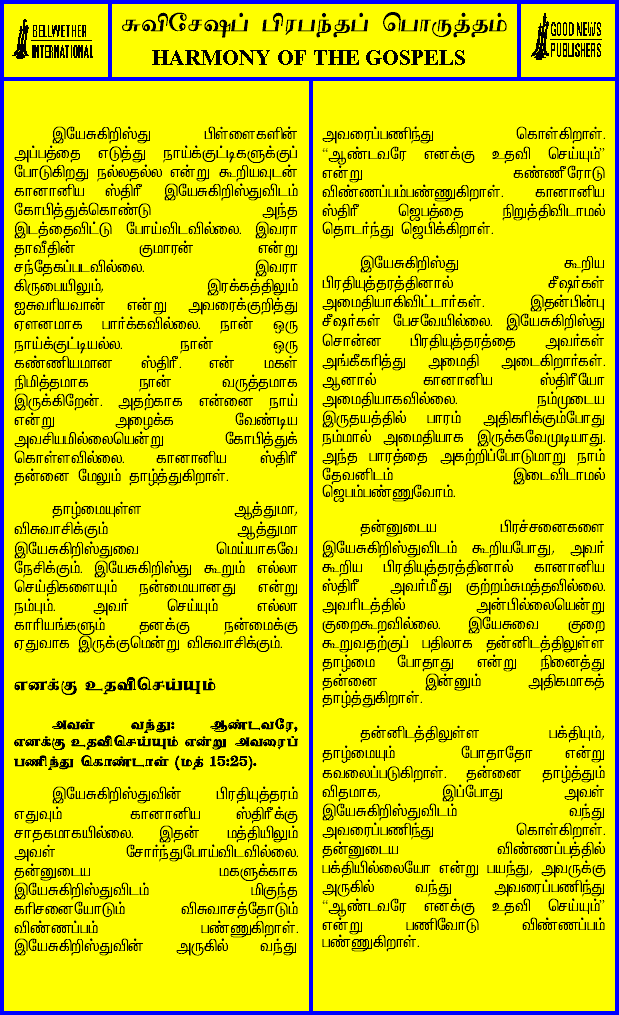 BELLWETHER
INTERNATIONAL
சுவிசேஷப் பிரபந்தப் பொருத்தம்
HARMONY OF THE GOSPELS
GOOD NEWS
PUBLISHERS
இயேசுகிறிஸ்து பிள்ளைகளின்
அப்பத்தை எடுத்து நாய்க்குட்டிகளுக்குப்
போடுகிறது நல்லதல்ல என்று கூறியவுடன்
கானானிய ஸ்திரீ இயேசுகிறிஸ்துவிடம்
கோபித்துக்கொண்டு அந்த
இடத்தைவிட்டு போய்விடவில்லை. இவரா
தாவீதின் குமாரன் என்று
சந்தேகப்படவில்லை. இவரா
கிருபையிலும், இரக்கத்திலும்
ஐசுவரியவான் என்று அவரைக்குறித்து
ஏளனமாக பார்க்கவில்லை. நான் ஒரு
நாய்க்குட்டியல்ல. நான் ஒரு
கண்ணியமான ஸ்திரீ. என் மகள்
நிமித்தமாக நான் வருத்தமாக
இருக்கிறேன். அதற்காக என்னை நாய்
என்று அழைக்க வேண்டிய
அவசியமில்லையென்று கோபித்துக்
கொள்ளவில்லை. கானானிய ஸ்திரீ
தன்னை மேலும் தாழ்த்துகிறாள்.
தாழ்மையுள்ள ஆத்துமா,
விசுவாசிக்கும் ஆத்துமா
இயேசுகிறிஸ்துவை மெய்யாகவே
நேசிக்கும். இயேசுகிறிஸ்து கூறும் எல்லா
செய்திகளையும் நன்மையானது என்று
நம்பும். அவர் செய்யும் எல்லா
காரியங்களும் தனக்கு நன்மைக்கு
ஏதுவாக இருக்குமென்று விசுவாசிக்கும்.
எனக்கு உதவிசெய்யும்
அவள் வந்து: ஆண்டவரே,
எனக்கு உதவிசெய்யும் என்று அவரைப்
பணிந்து கொண்டாள் (மத் 15:25).
இயேசுகிறிஸ்துவின் பிரதியுத்தரம்
எதுவும் கானானிய ஸ்திரீக்கு
சாதகமாகயில்லை. இதன் மத்தியிலும்
அவள் சோர்ந்துபோய்விடவில்லை.
தன்னுடைய மகளுக்காக
இயேசுகிறிஸ்துவிடம் மிகுந்த
கரிசனையோடும் விசுவாசத்தோடும்
விண்ணப்பம் பண்ணுகிறாள்.
இயேசுகிறிஸ்துவின் அருகில் வந்து
அவரைப்பணிந்து கொள்கிறாள்.
“ஆண்டவரே எனக்கு உதவி செய்யும்”
என்று கண்ணீரோடு
விண்ணப்பம்பண்ணுகிறாள். கானானிய
ஸ்திரீ ஜெபத்தை நிறுத்திவிடாமல்
தொடர்ந்து ஜெபிக்கிறாள்.
இயேசுகிறிஸ்து கூறிய
பிரதியுத்தரத்தினால் சீஷர்கள்
அமைதியாகிவிட்டார்கள். இதன்பின்பு
சீஷர்கள் பேசவேயில்லை. இயேசுகிறிஸ்து
சொன்ன பிரதியுத்தரத்தை அவர்கள்
அங்கீகரித்து அமைதி அடைகிறார்கள்.
ஆனால் கானானிய ஸ்திரீயோ
அமைதியாகவில்லை. நம்முடைய
இருதயத்தில் பாரம் அதிகரிக்கும்போது
நம்மால் அமைதியாக இருக்கவேமுடியாது.
அந்த பாரத்தை அகற்றிப்போடுமாறு நாம்
தேவனிடம் இடைவிடாமல்
ஜெபம்பண்ணுவோம்.
தன்னுடைய பிரச்சனைகளை
இயேசுகிறிஸ்துவிடம் கூறியபோது, அவர்
கூறிய பிரதியுத்தரத்தினால் கானானிய
ஸ்திரீ அவர்மீது குற்றம்சுமத்தவில்லை.
அவரிடத்தில் அன்பில்லையென்று
குறைகூறவில்லை. இயேசுவை குறை
கூறுவதற்குப் பதிலாக தன்னிடத்திலுள்ள
தாழ்மை போதாது என்று நினைத்து
தன்னை இன்னும் அதிகமாகத்
தாழ்த்துகிறாள்.
தன்னிடத்திலுள்ள பக்தியும்,
தாழ்மையும் போதாதோ என்று
கவலைப்படுகிறாள். தன்னை தாழ்த்தும்
விதமாக, இப்போது அவள்
இயேசுகிறிஸ்துவிடம் வந்து
அவரைப்பணிந்து கொள்கிறாள்.
தன்னுடைய விண்ணப்பத்தில்
பக்தியில்லையோ என்று பயந்து, அவருக்கு
அருகில் வந்து அவரைப்பணிந்து
“ஆண்டவரே எனக்கு உதவி செய்யும்”
என்று பணிவோடு விண்ணப்பம்
பண்ணுகிறாள்.